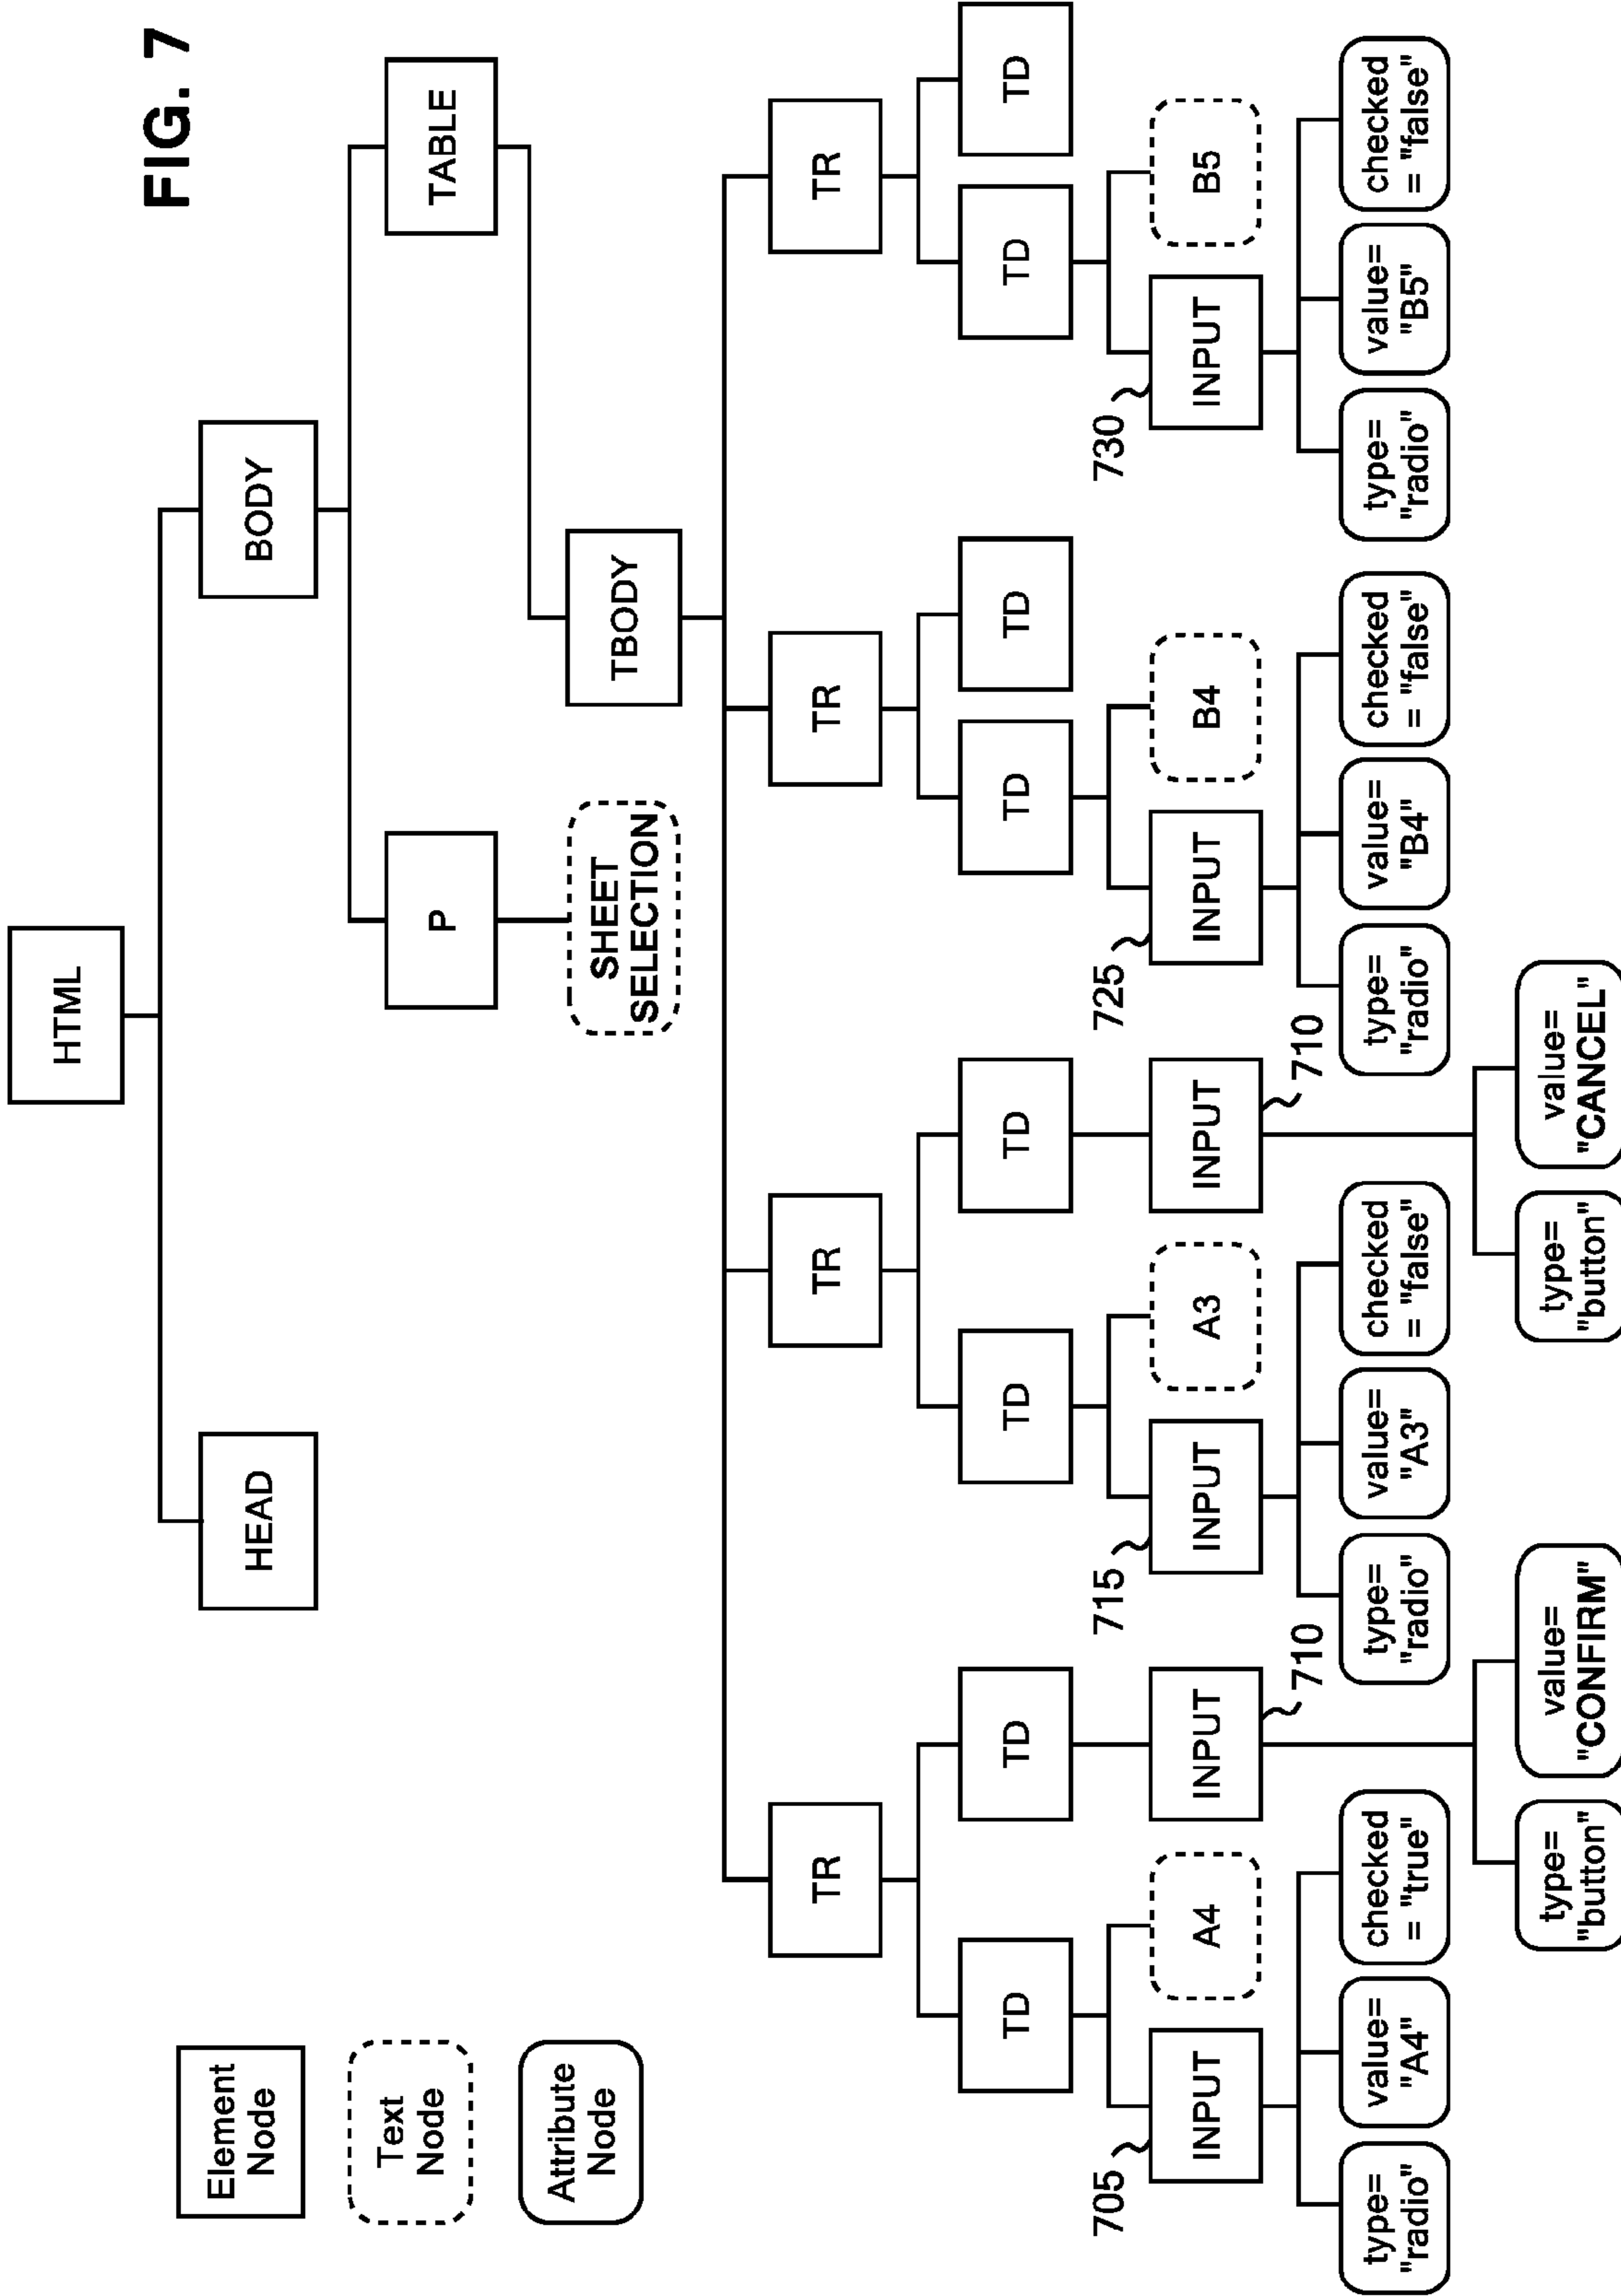 FIG. 7
Element
Node
Text
Node
Attribute
Node
HTML
HEAD
BODY
P
TABLE
SHEET
SELECTION
TBODY
TR
TR
TR
TR
TD
TD
TD
TD
TD
TD
TD
TD
705
INPUT
A4
INPUT
710
715
INPUT
A3
INPUT
710
725
INPUT
B4
730
INPUT
B5
type=
"radio"
value=
"A4"
checked
= "true"
type=
"radio"
value=
"A3"
checked
= "false"
type=
"radio"
value=
"B4"
checked
= "false"
type=
"radio"
value=
"B5"
checked
= "false"
type=
"button"
value=
"CONFIRM"
type=
"button"
value=
"CANCEL"